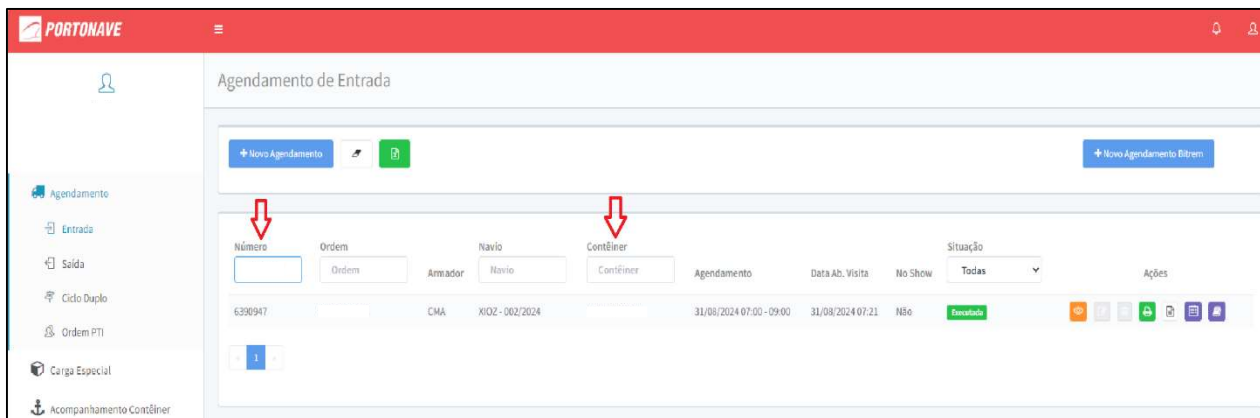 PORTONAVE
Agendamento de Entrada
+ Novo Agendamento
+ Novo Agendamento Bitrem
Agendamento
Entrada
Saída
Ciclo Duplo
Ordem PTI
Carga Especial
Acompanhamento Contêiner
Número Ordem Navio Contêiner Situação
Ordem Armador Navio Contêiner Agendamento Data Ab. Visita No Show Todas Ações
6390947 CMA XIOZ - 002/2024 31/08/2024 07:00 - 09:00 31/08/2024 07:21 Não Executada
1